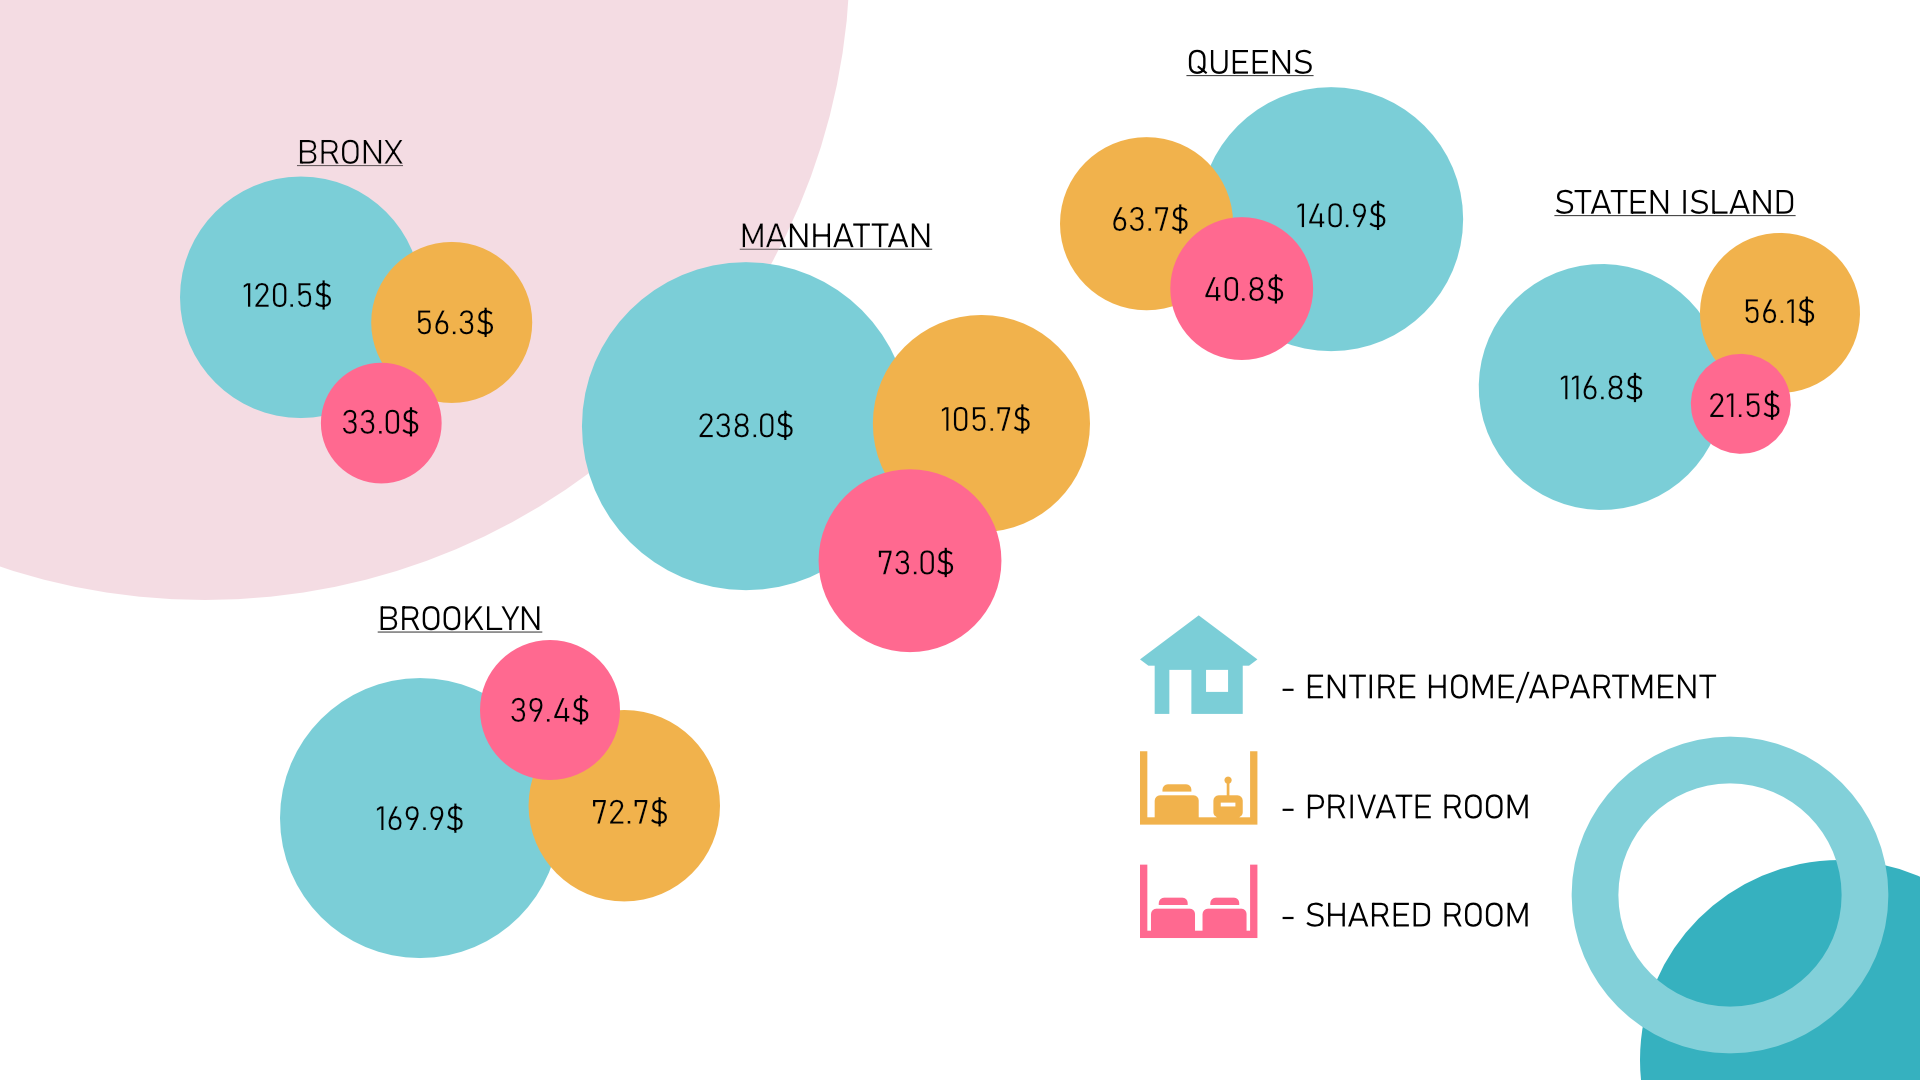 BRONX
120.5$
56.3$
33.0$
MANHATTAN
238.0$
105.7$
73.0$
QUEENS
63.7$
140.9$
40.8$
STATEN ISLAND
56.1$
116.8$
21.5$
BROOKLYN
39.4$
169.9$
72.7$
- ENTIRE HOME/APARTMENT
- PRIVATE ROOM
- SHARED ROOM